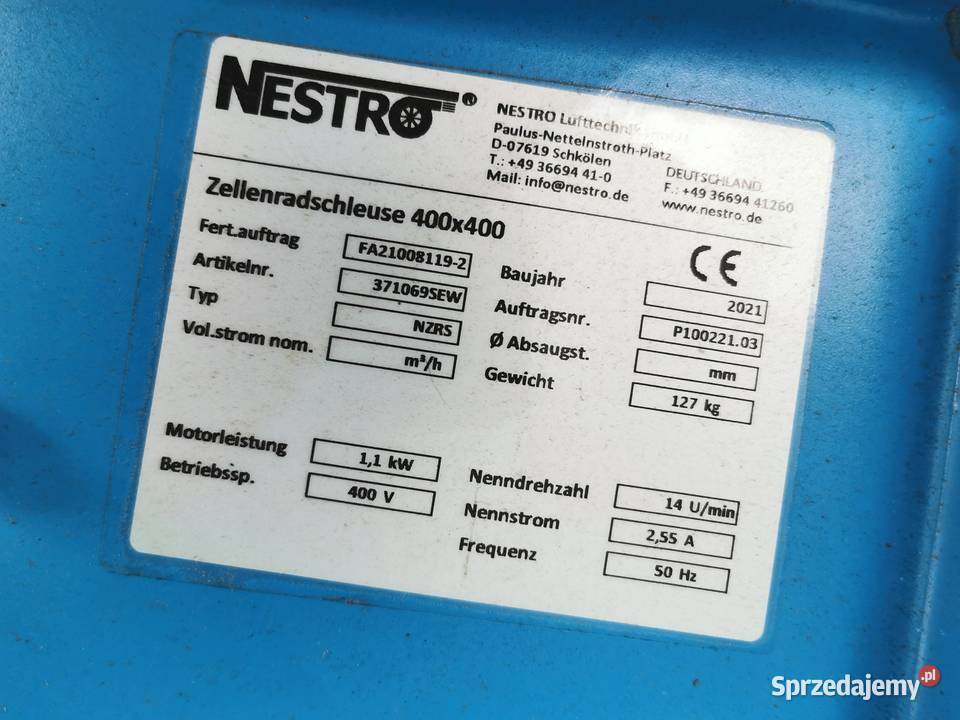 NESTRO®
NESTRO Lufttechnik
Paulus-Nettelnstroth-Platz
D-07619 Schkölen DEUTSCHLAND
T.: +49 36694 41-0 F.: +49 36694 41260
Mail: info@nestro.de www.nestro.de
Zellenradschleuse 400x400
CE
Fert.auftrag FA21008119-2 Baujahr 2021
Artikelnr. 371069SEW Auftragsnr. P100221.03
Typ NZRS Ø Absaugst. mm
Vol.strom nom. m³/h Gewicht 127 kg
Motorleistung 1,1 kW Nenndrehzahl 14 U/min
Betriebssp. 400 V Nennstrom 2,55 A
Frequenz 50 Hz
Sprzedajemy.pl